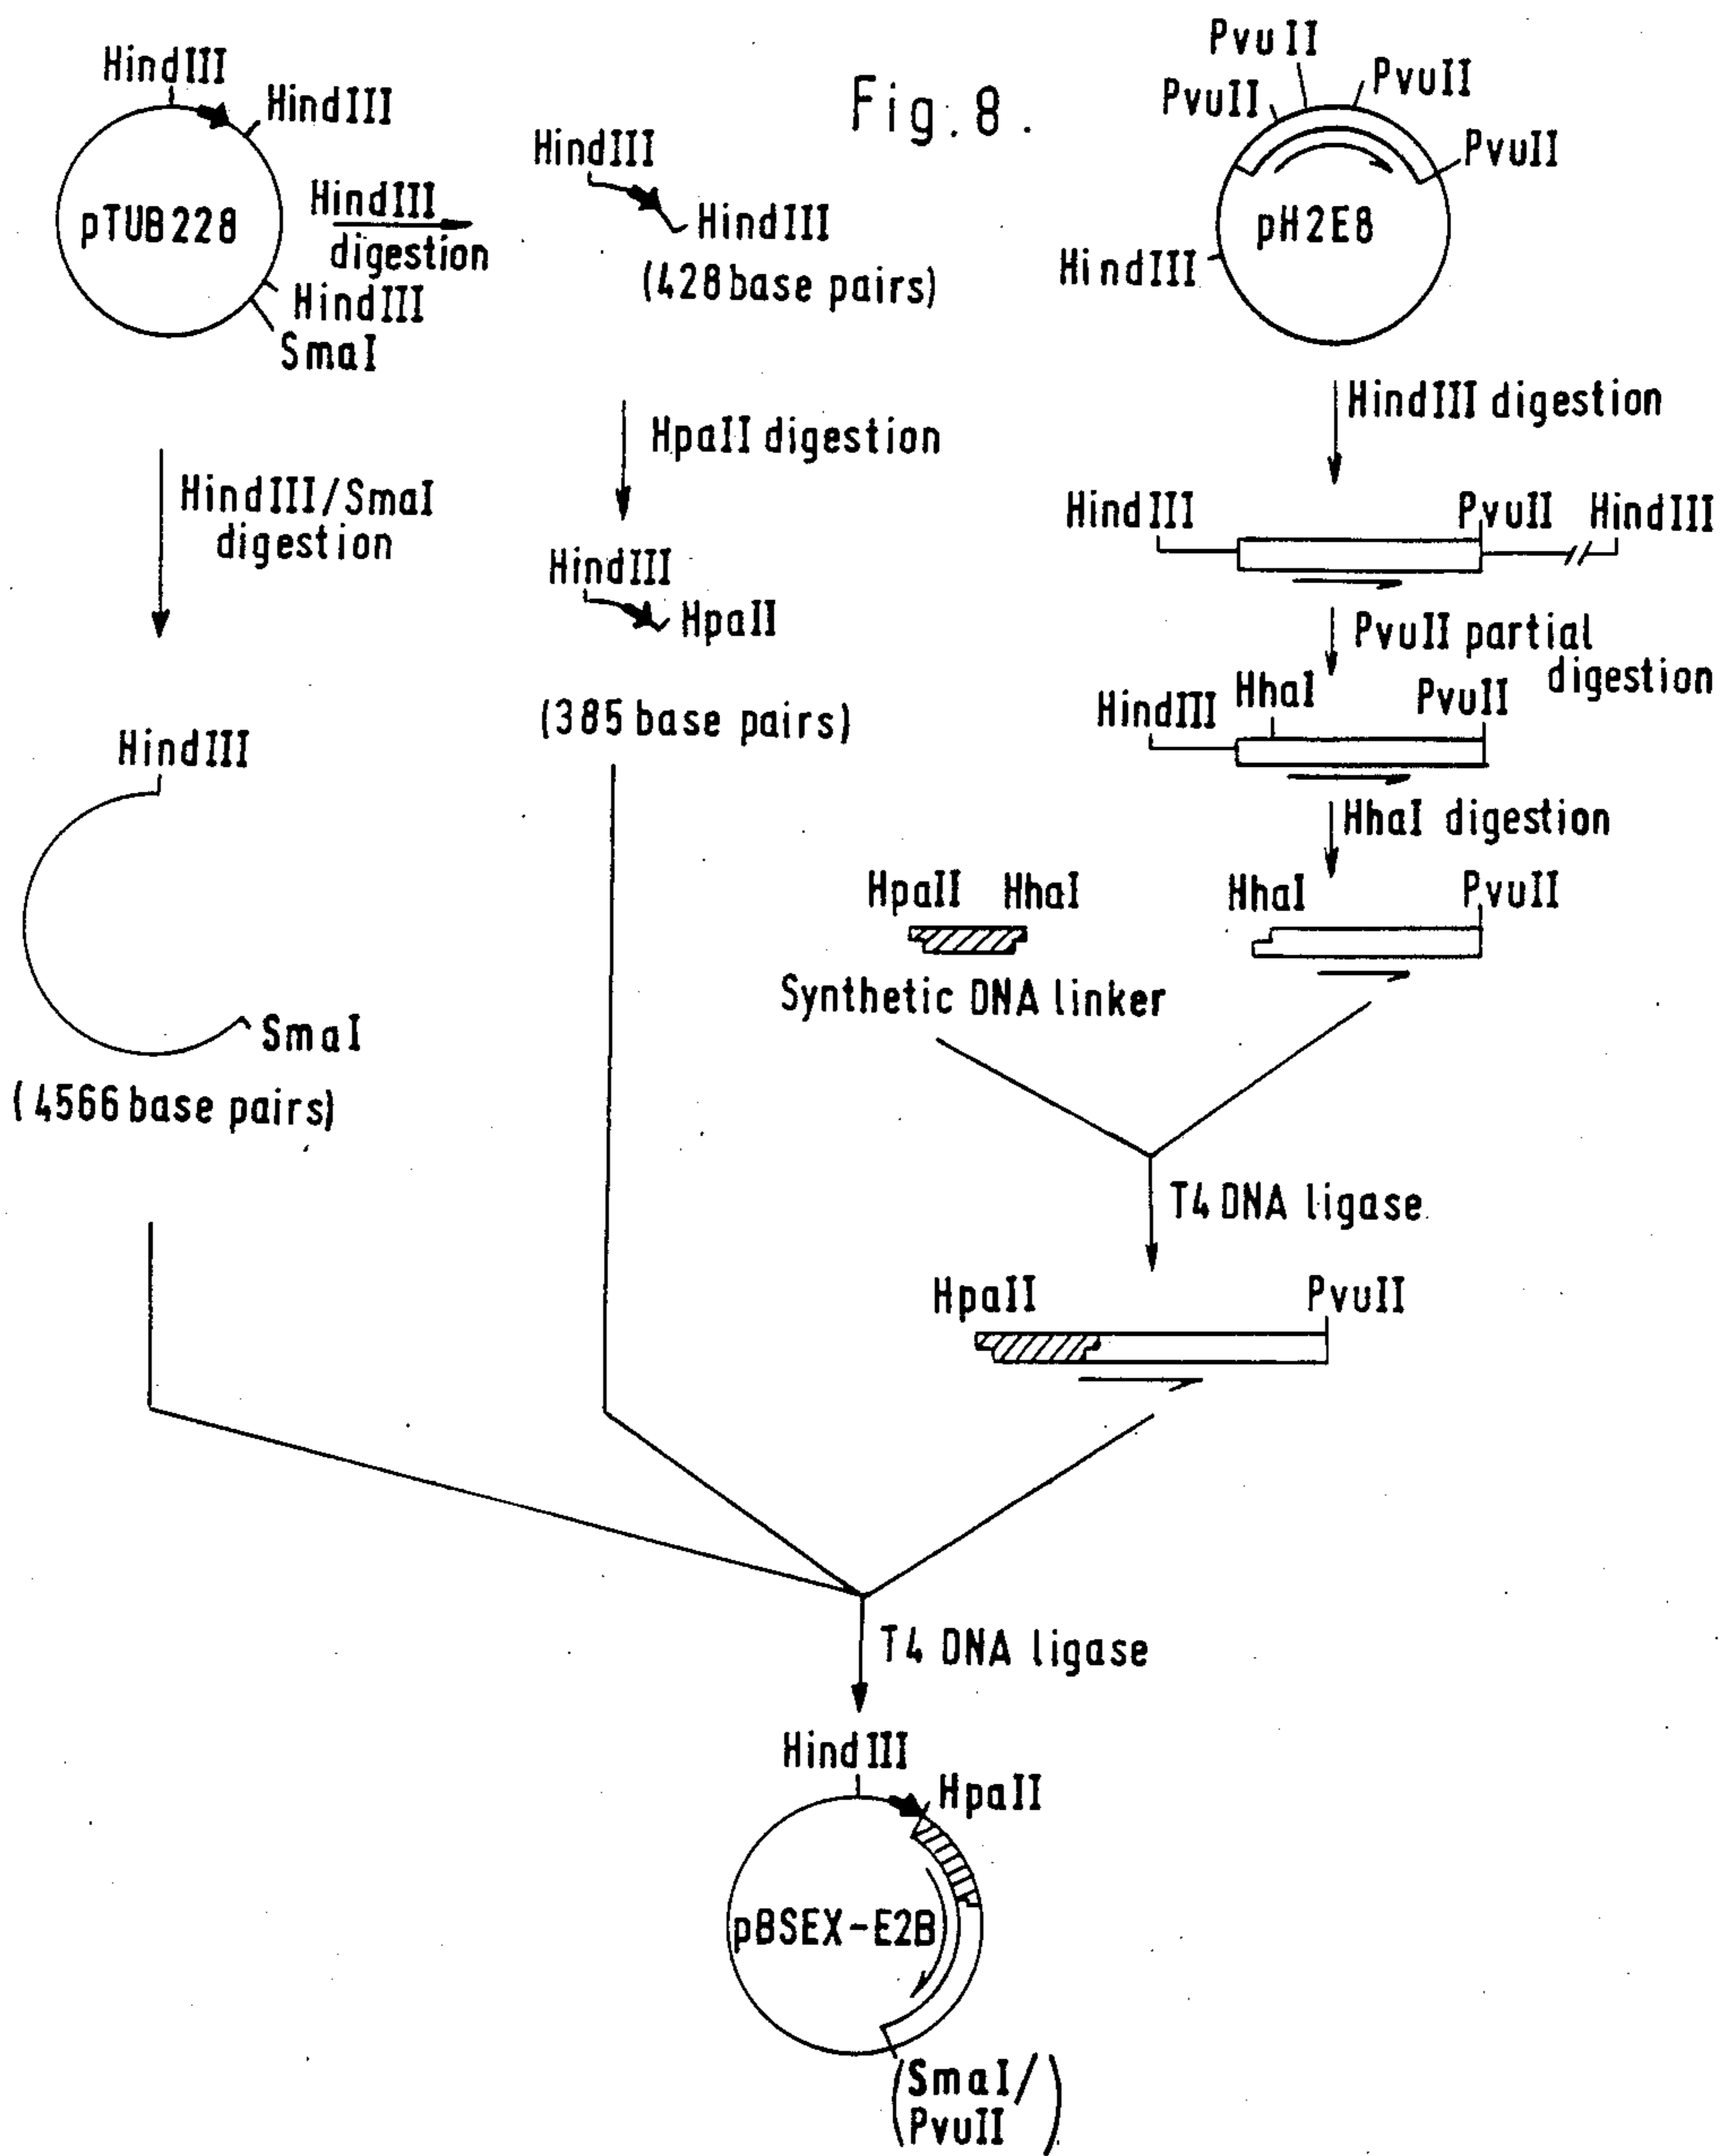 Fig. 8.
HindIII
HindIII
pTUB228
HindIII
SmaI
HindIII
digestion
HindIII
HindIII
(428 base pairs)
PvuII
PvuII
PvuII
PvuII
pH2E8
HindIII
HindIII/SmaI
digestion
HpaII digestion
HindIII digestion
HindIII
PvuII
HindIII
HindIII
HpaII
(385 base pairs)
PvuII partial
digestion
HindIII
HhaI
PvuII
HhaI digestion
HindIII
SmaI
(4566 base pairs)
HpaII
HhaI
Synthetic DNA linker
HhaI
PvuII
T4 DNA ligase
HpaII
PvuII
T4 DNA ligase
HindIII
HpaII
pBSEX-E2B
(SmaI/
PvuII)